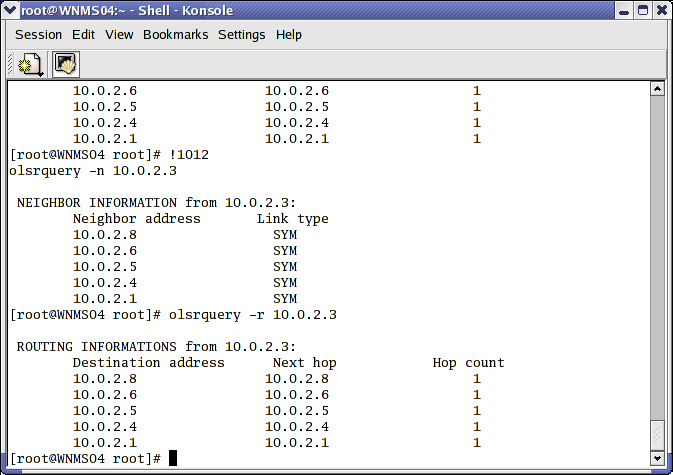 root@WNMS04:~ - Shell - Konsole
Session Edit View Bookmarks Settings Help
10.0.2.6 10.0.2.6 1
10.0.2.5 10.0.2.5 1
10.0.2.4 10.0.2.4 1
10.0.2.1 10.0.2.1 1
[root@WNMS04 root]# !1012
olsrquery -n 10.0.2.3
NEIGHBOR INFORMATION from 10.0.2.3:
Neighbor address Link type
10.0.2.8 SYM
10.0.2.6 SYM
10.0.2.5 SYM
10.0.2.4 SYM
10.0.2.1 SYM
[root@WNMS04 root]# olsrquery -r 10.0.2.3
ROUTING INFORMATIONS from 10.0.2.3:
Destination address Next hop Hop count
10.0.2.8 10.0.2.8 1
10.0.2.6 10.0.2.6 1
10.0.2.5 10.0.2.5 1
10.0.2.4 10.0.2.4 1
10.0.2.1 10.0.2.1 1
[root@WNMS04 root]#